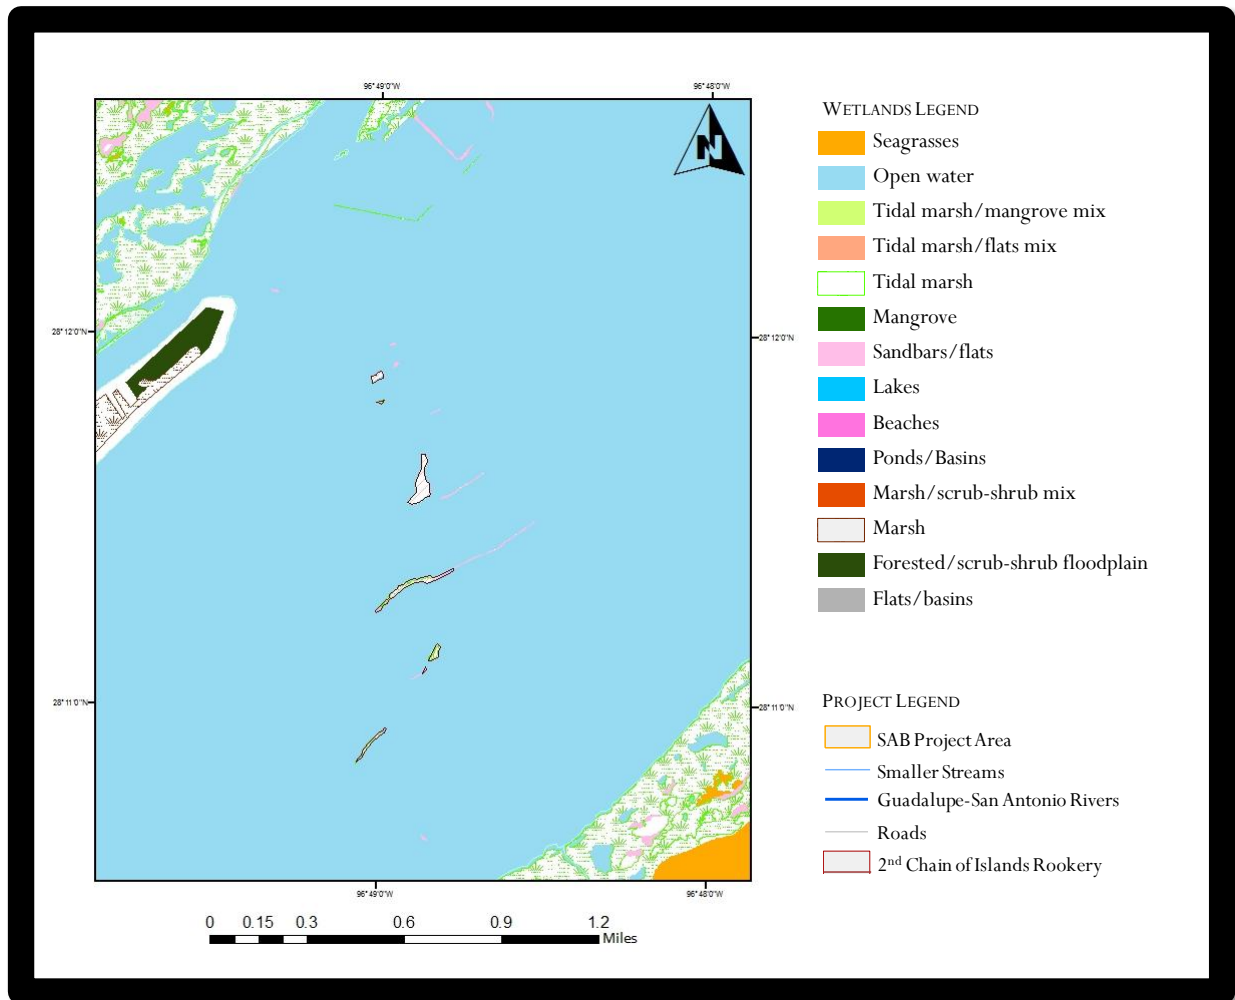 96°49'0"W 96°48'0"W
N
28°12'0"N 28°12'0"N
28°11'0"N 28°11'0"N
96°49'0"W 96°48'0"W
0 0.15 0.3 0.6 0.9 1.2
Miles
WETLANDS LEGEND
Seagrasses
Open water
Tidal marsh/mangrove mix
Tidal marsh/flats mix
Tidal marsh
Mangrove
Sandbars/flats
Lakes
Beaches
Ponds/Basins
Marsh/scrub-shrub mix
Marsh
Forested/scrub-shrub floodplain
Flats/basins
PROJECT LEGEND
SAB Project Area
Smaller Streams
Guadalupe-San Antonio Rivers
Roads
2nd Chain of Islands Rookery